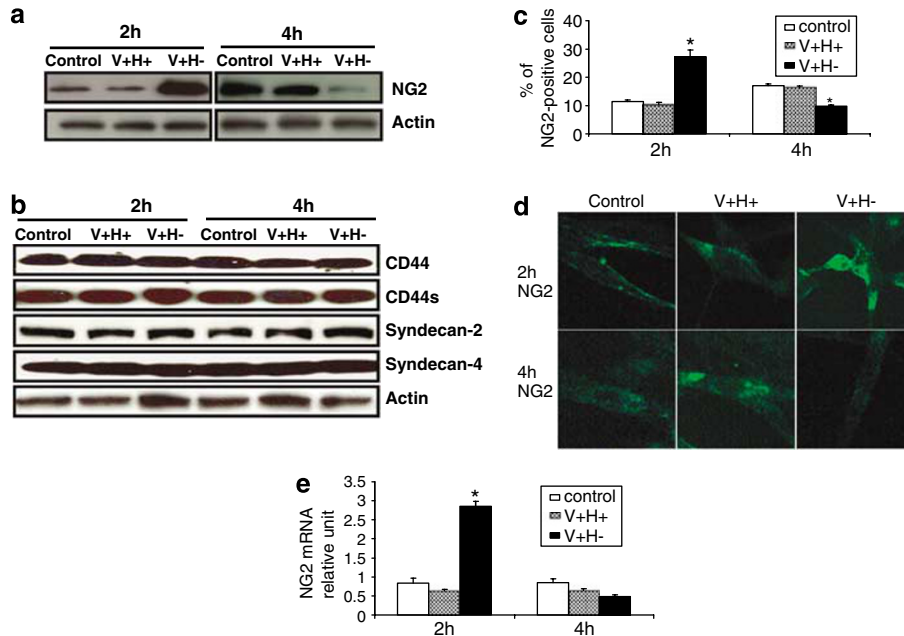 a
2h 4h
Control V+H+ V+H- Control V+H+ V+H-
NG2
Actin
b
2h 4h
Control V+H+ V+H- Control V+H+ V+H-
CD44
CD44s
Syndecan-2
Syndecan-4
Actin
c
% of
NG2-positive cells
60
50
40
30
20
10
0
*
*
2h 4h
control
V+H+
V+H-
d
Control V+H+ V+H-
2h
NG2
4h
NG2
e
NG2 mRNA
relative unit
3.5
3
2.5
2
1.5
1
0.5
0
*
2h 4h
control
V+H+
V+H-